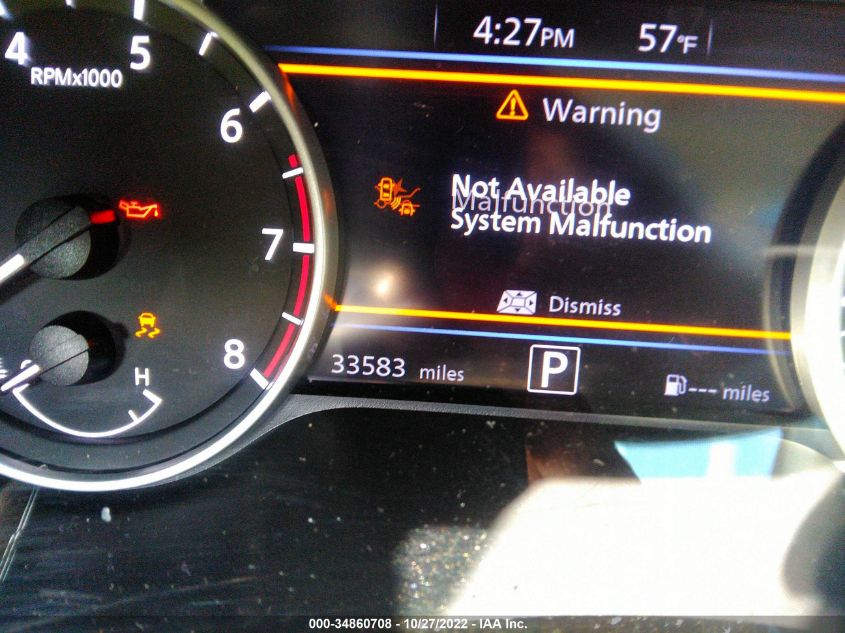 4:27PM 57°F
4 5
RPMx1000
6
Warning
Not Available
Malfunction
System Malfunction
7
Dismiss
8
33583 miles P --- miles
H
000-34860708 - 10/27/2022 - IAA Inc.